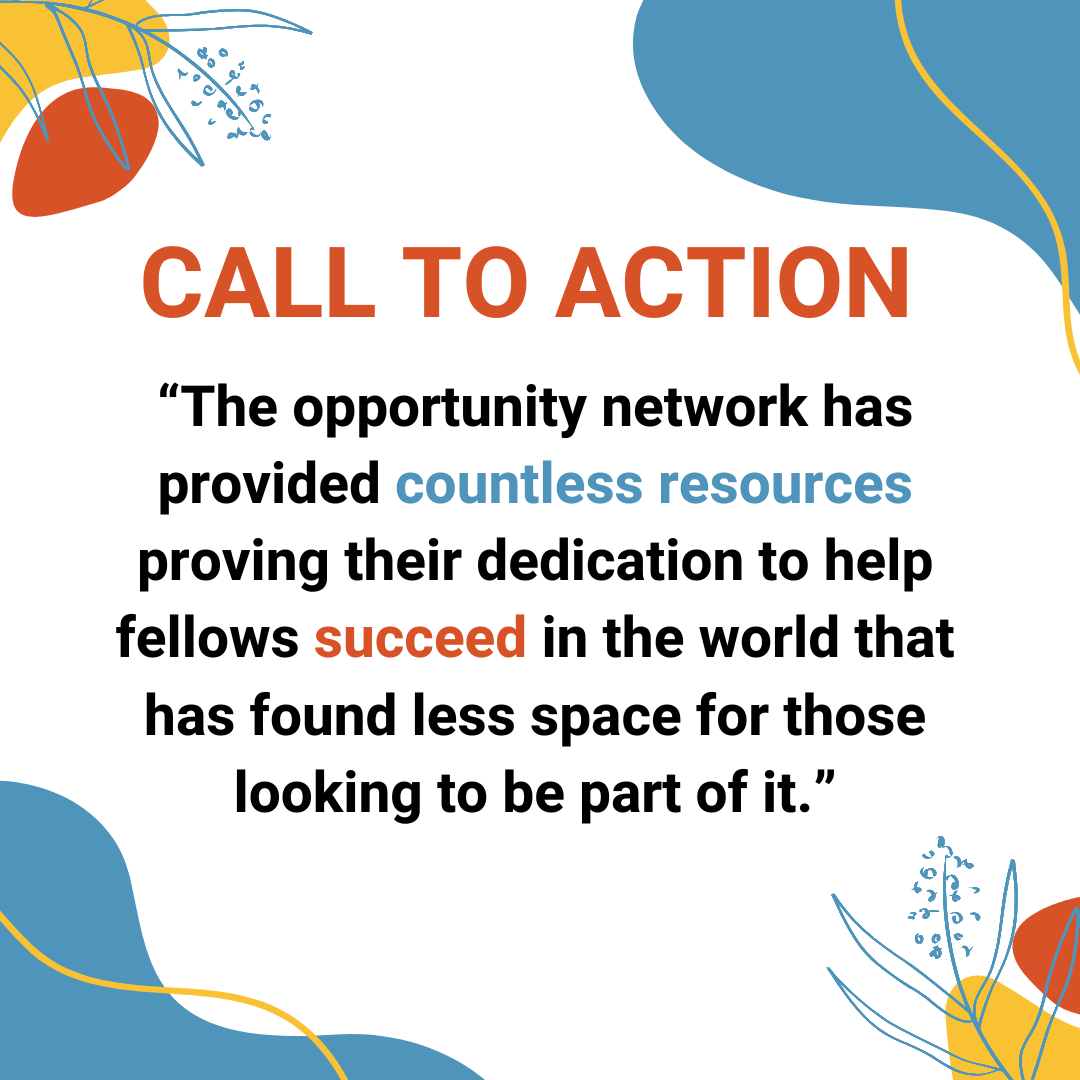 CALL TO ACTION
“The opportunity network has
provided countless resources
proving their dedication to help
fellows succeed in the world that
has found less space for those
looking to be part of it.”